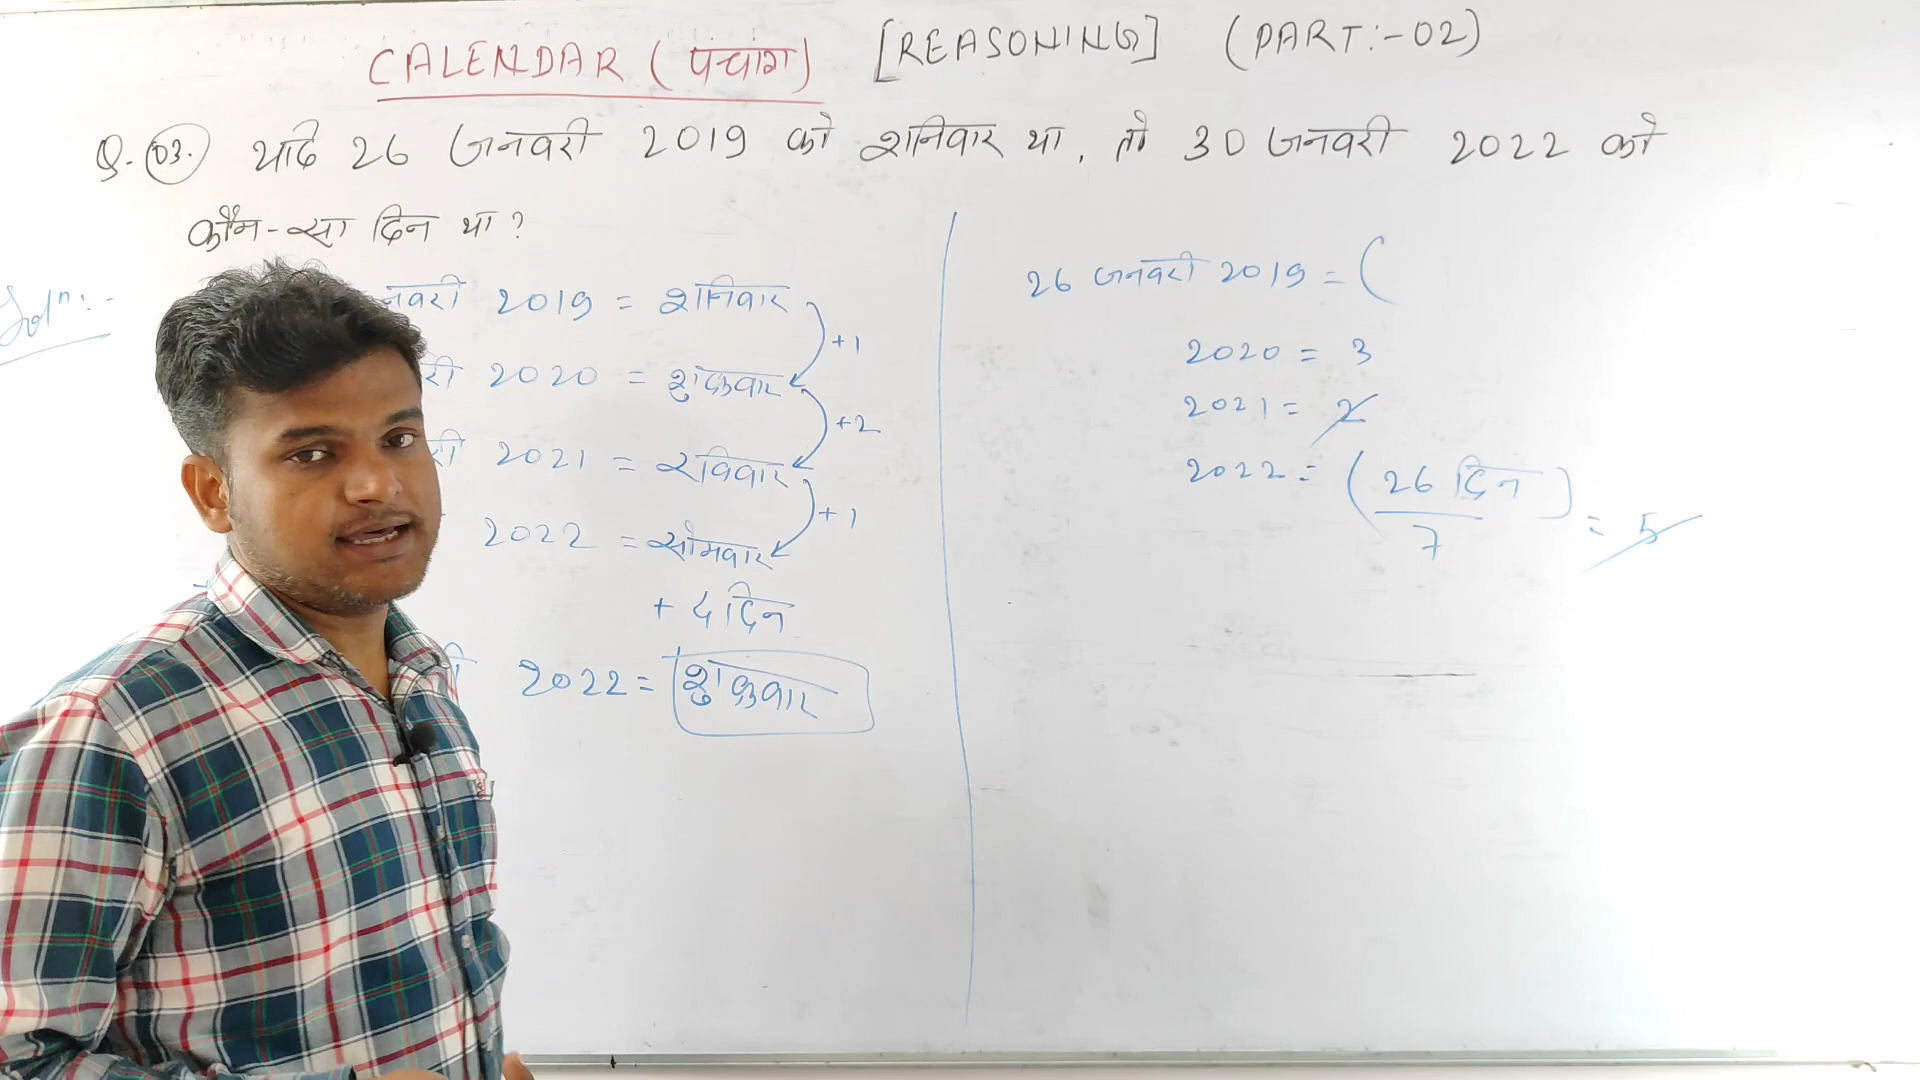 CALENDAR (पंचांग) [REASONING] (PART:-02)
Q. 03. यदि 26 जनवरी 2019 को शनिवार था, तो 30 जनवरी 2022 को
कौन-सा दिन था?
Solⁿ:-
नवरी 2019 = शनिवार
+1
री 2020 = शुक्रवार
+2
री 2021 = रविवार
+1
2022 = सोमवार
+ 4 दिन
2022 = शुक्रवार
26 जनवरी 2019 = (
2020 = 3
2021 = 2
2022 = (26 दिन)
7
= 5